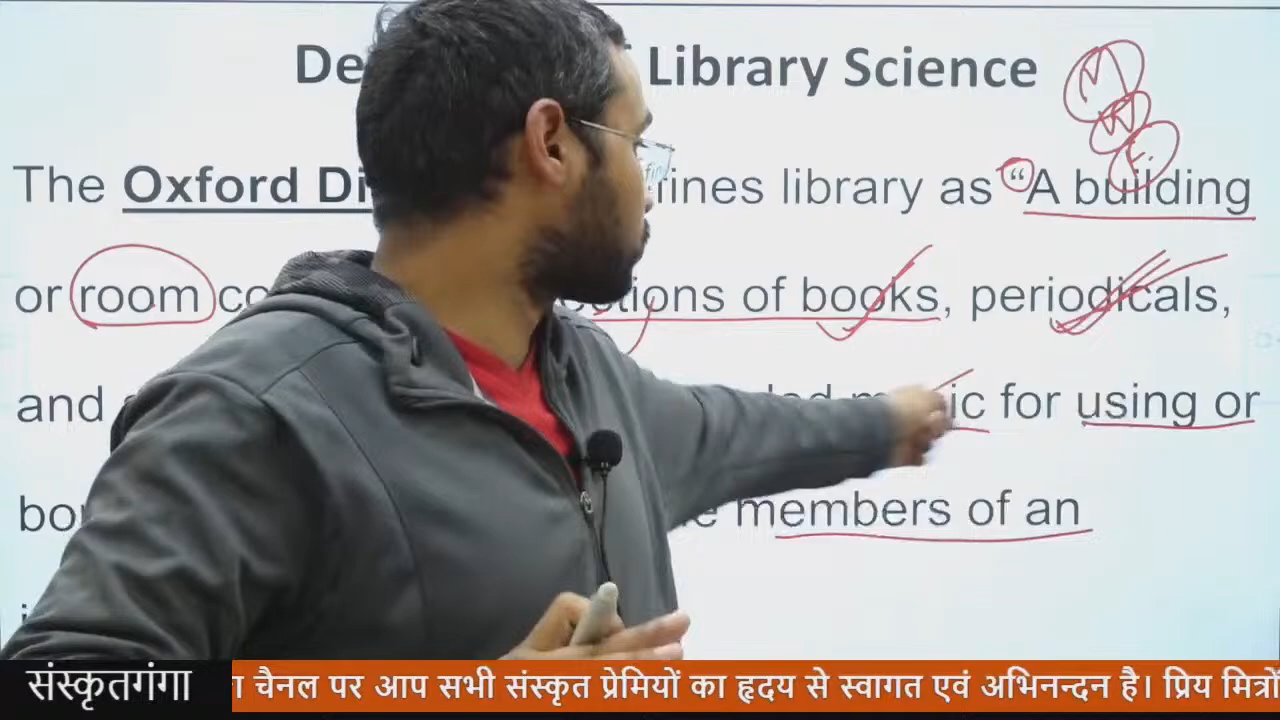 De Library Science
The Oxford Di fines library as “A building
or room co ctions of books, periodicals,
and ic for using or
bor members of an
संस्कृतगंगा
चैनल पर आप सभी संस्कृत प्रेमियों का हृदय से स्वागत एवं अभिनन्दन है। प्रिय मित्रों